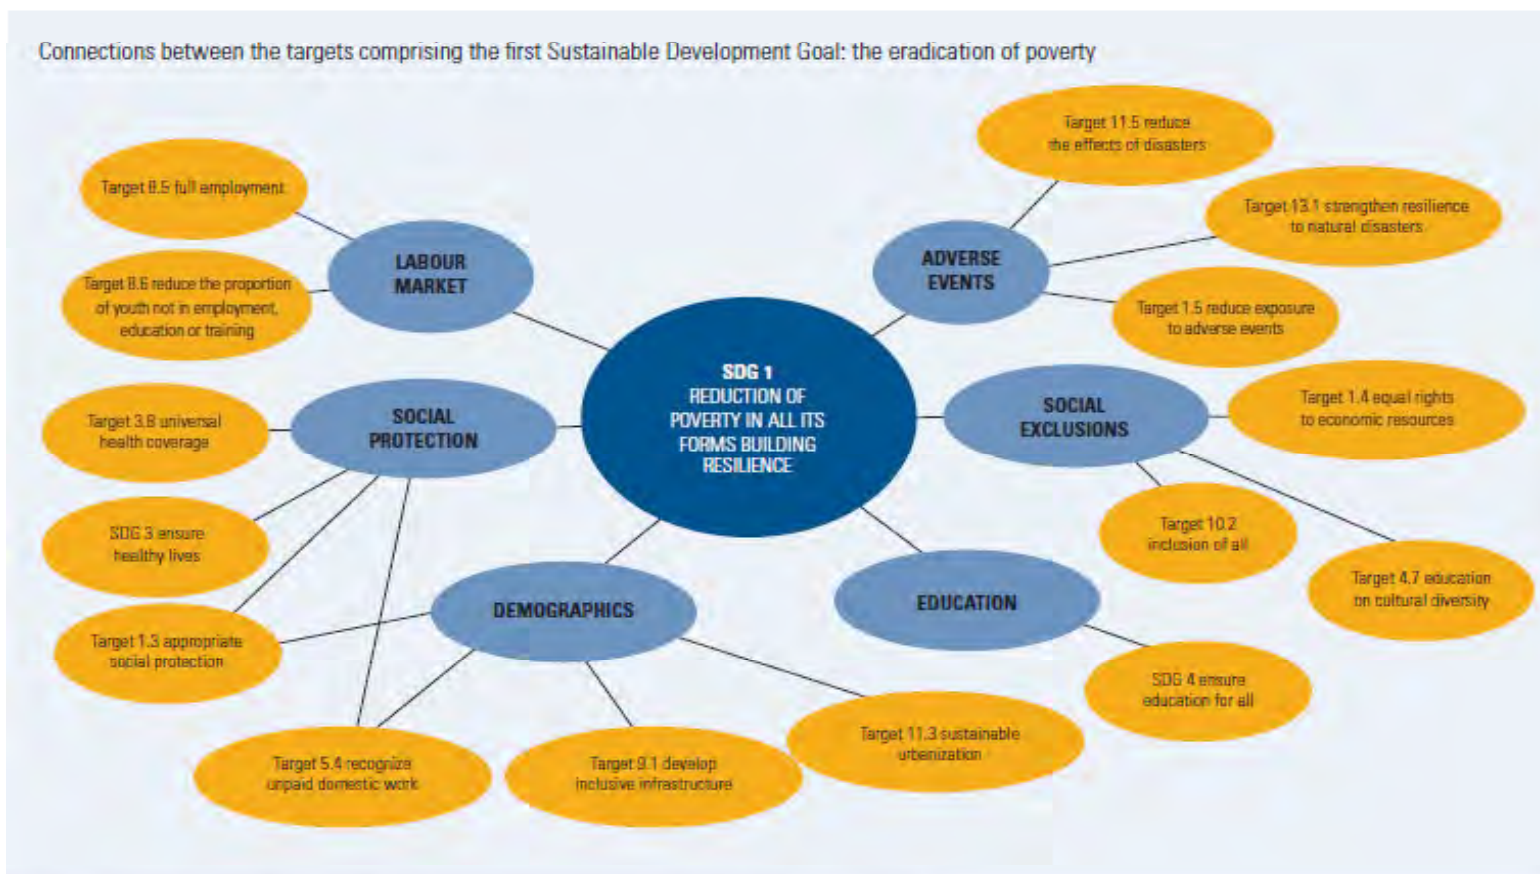 Connections between the targets comprising the first Sustainable Development Goal: the eradication of poverty
Target 11.5 reduce
the effects of disasters
Target 8.5 full employment
Target 13.1 strengthen resilience
to natural disasters
LABOUR
MARKET
ADVERSE
EVENTS
Target 8.6 reduce the proportion
of youth not in employment,
education or training
Target 1.5 reduce exposure
to adverse events
SDG 1
REDUCTION OF
POVERTY IN ALL ITS
FORMS BUILDING
RESILIENCE
Target 3.8 universal
health coverage
SOCIAL
PROTECTION
SOCIAL
EXCLUSIONS
Target 1.4 equal rights
to economic resources
SDG 3 ensure
healthy lives
Target 10.2
inclusion of all
Target 4.7 education
on cultural diversity
DEMOGRAPHICS
EDUCATION
Target 1.3 appropriate
social protection
SDG 4 ensure
education for all
Target 5.4 recognize
unpaid domestic work
Target 9.1 develop
inclusive infrastructure
Target 11.3 sustainable
urbanization